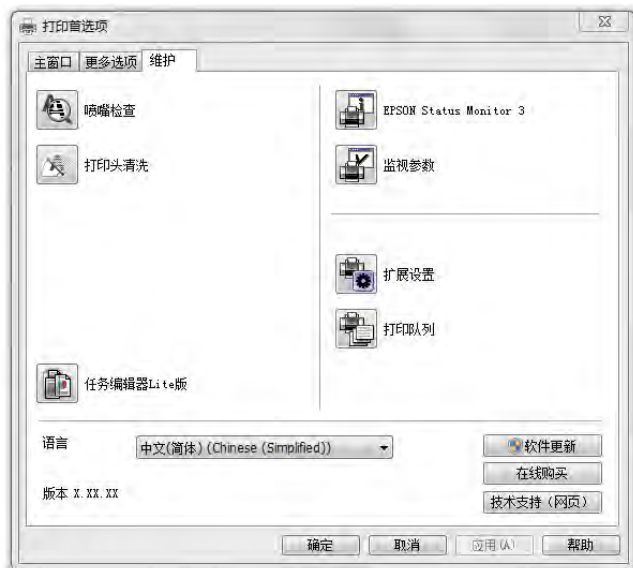 打印首选项
主窗口 更多选项 维护
喷嘴检查
打印头清洗
任务编辑器Lite版
EPSON Status Monitor 3
监视参数
扩展设置
打印队列
语言 中文(简体) (Chinese (Simplified))
版本 X.XX.XX
软件更新
在线购买
技术支持（网页）
确定 取消 应用(A) 帮助